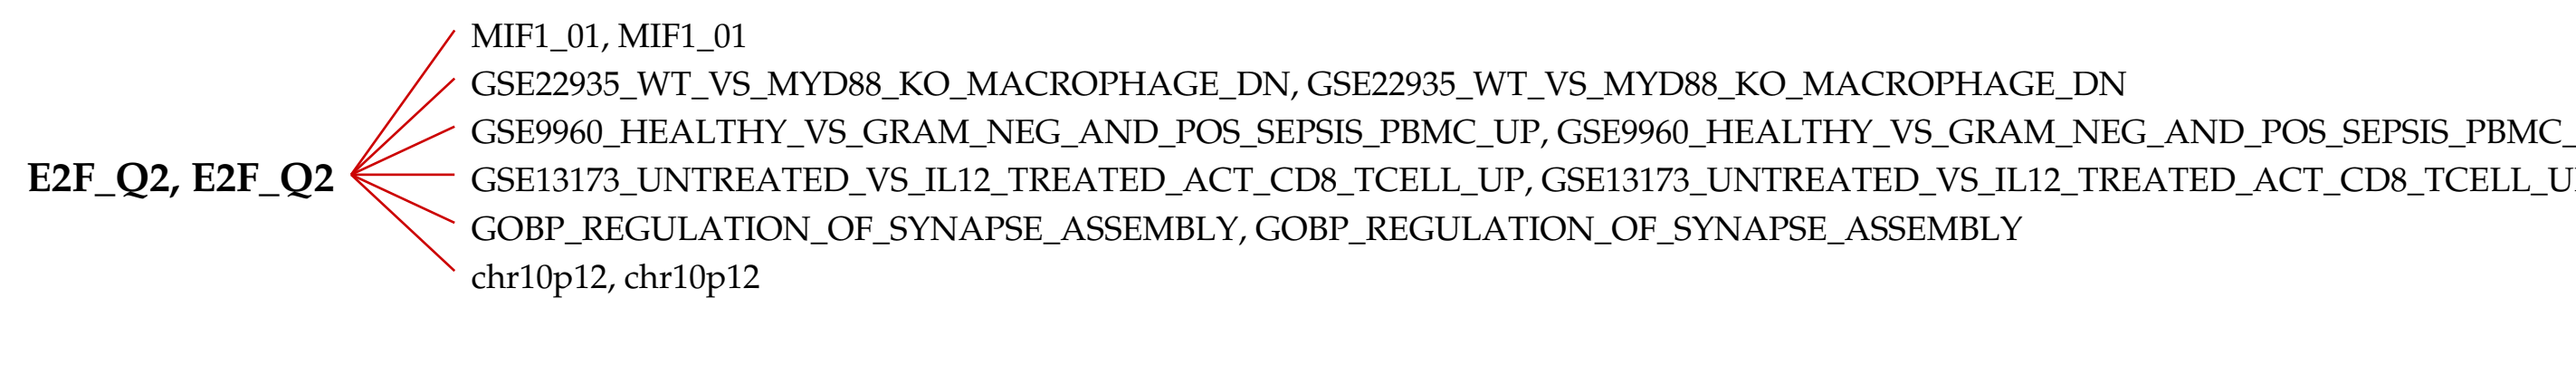 MIF1_01, MIF1_01
GSE22935_WT_VS_MYD88_KO_MACROPHAGE_DN, GSE22935_WT_VS_MYD88_KO_MACROPHAGE_DN
GSE9960_HEALTHY_VS_GRAM_NEG_AND_POS_SEPSIS_PBMC_UP, GSE9960_HEALTHY_VS_GRAM_NEG_AND_POS_SEPSIS_PBMC_
E2F_Q2, E2F_Q2
GSE13173_UNTREATED_VS_IL12_TREATED_ACT_CD8_TCELL_UP, GSE13173_UNTREATED_VS_IL12_TREATED_ACT_CD8_TCELL_U
GOBP_REGULATION_OF_SYNAPSE_ASSEMBLY, GOBP_REGULATION_OF_SYNAPSE_ASSEMBLY
chr10p12, chr10p12